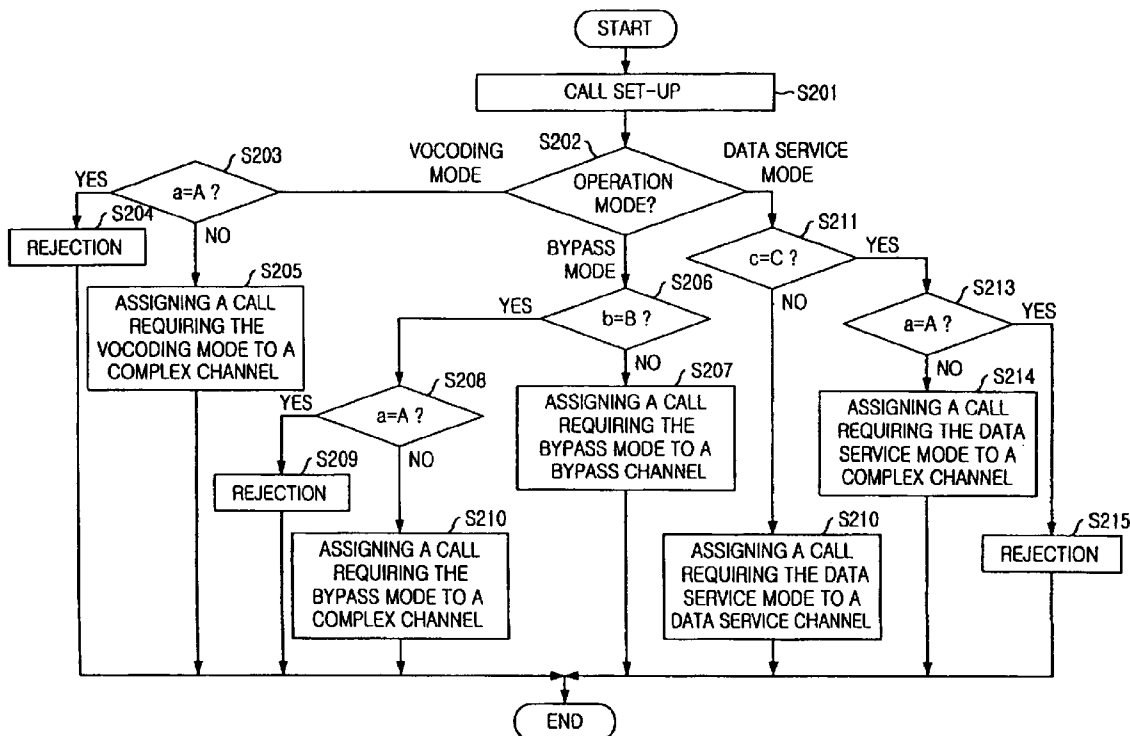 START
CALL SET-UP
S201
S202
OPERATION
MODE?
VOCODING
MODE
DATA SERVICE
MODE
BYPASS
MODE
S203
a=A ?
YES
NO
S204
REJECTION
S205
ASSIGNING A CALL
REQUIRING THE
VOCODING MODE TO A
COMPLEX CHANNEL
S206
b=B ?
YES
NO
S207
ASSIGNING A CALL
REQUIRING THE
BYPASS MODE TO A
BYPASS CHANNEL
S208
a=A ?
YES
NO
S209
REJECTION
S210
ASSIGNING A CALL
REQUIRING THE
BYPASS MODE TO A
COMPLEX CHANNEL
S211
c=C ?
YES
NO
S210
ASSIGNING A CALL
REQUIRING THE DATA
SERVICE MODE TO A
DATA SERVICE CHANNEL
S213
a=A ?
YES
NO
S214
ASSIGNING A CALL
REQUIRING THE DATA
SERVICE MODE TO A
COMPLEX CHANNEL
S215
REJECTION
END